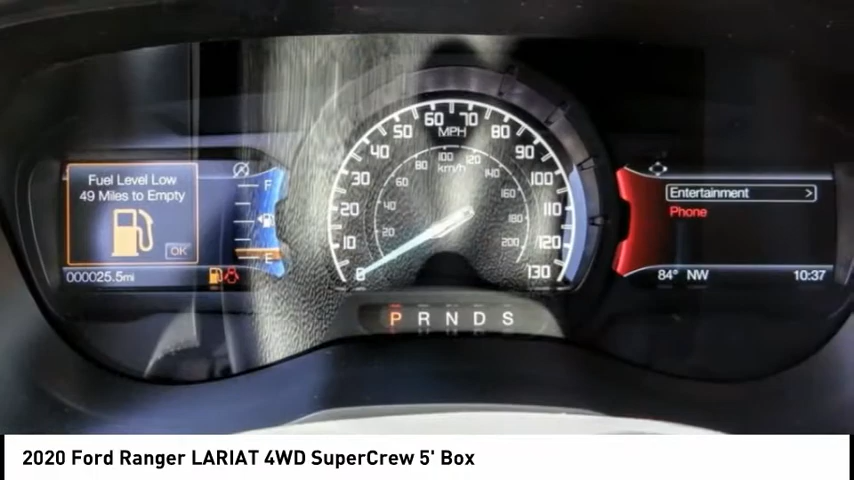 Fuel Level Low
49 Miles to Empty
OK
F
E
000025.5mi
0
10
20
30
40
50
60
70
80
90
100
110
120
130
MPH
20
40
60
80
100
120
140
160
180
200
km/h
P R N D S
Entertainment >
Phone
84° NW 10:37
2020 Ford Ranger LARIAT 4WD SuperCrew 5' Box